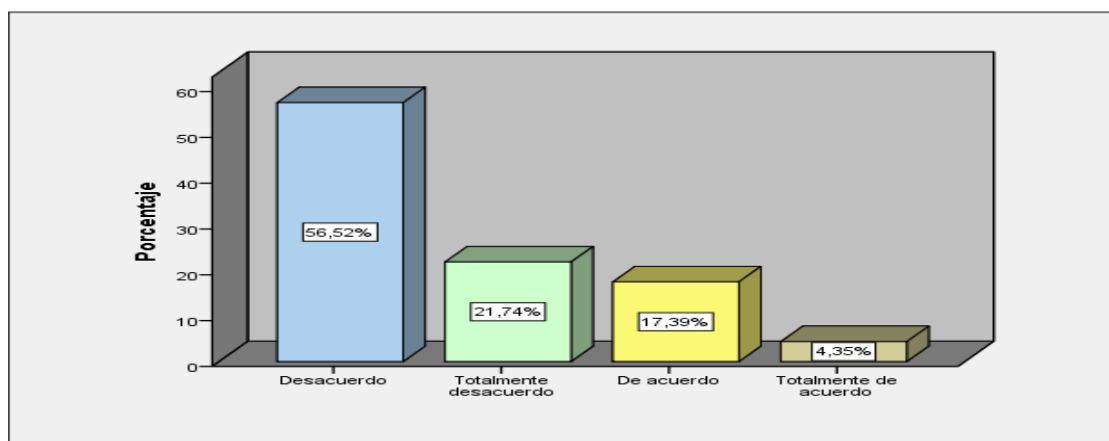 Porcentaje
60
50
40
30
20
10
0
56,52%
21,74%
17,39%
4,35%
Desacuerdo
Totalmente
desacuerdo
De acuerdo
Totalmente de
acuerdo